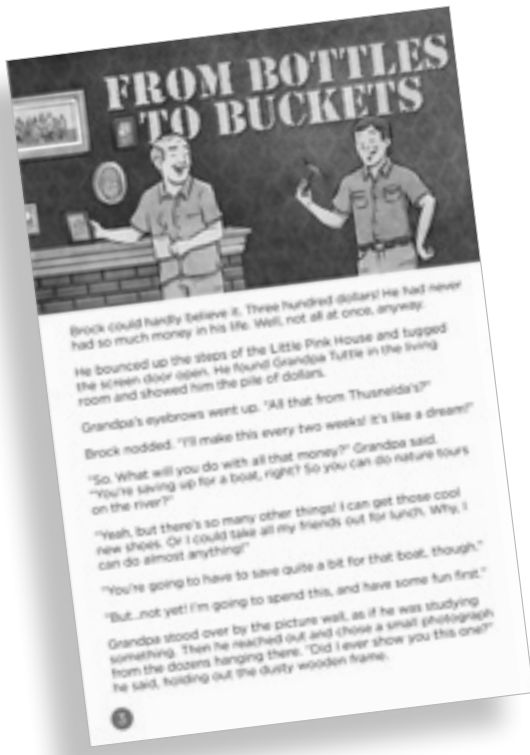 FROM BOTTLES
TO BUCKETS
Brock could hardly believe it. Three hundred dollars! He had never
had so much money in his life. Well, not all at once, anyway.
He bounced up the steps of the Little Pink House and tugged
the screen door open. He found Grandpa Tuttle in the living
room and showed him the pile of dollars.
Grandpa's eyebrows went up. "All that from Thusnelda's?"
Brock nodded. "I'll make this every two weeks! It's like a dream!"
"So. What will you do with all that money?" Grandpa said.
"You're saving up for a boat, right? So you can do nature tours
on the river?"
"Yeah, but there's so many other things! I can get those cool
new shoes. Or I could take all my friends out for lunch. Why, I
can do almost anything!"
"You're going to have to save quite a bit for that boat, though."
"But...not yet! I'm going to spend this, and have some fun first."
Grandpa stood over by the picture wall, as if he was studying
something. Then he reached out and chose a small photograph
from the dozens hanging there. "Did I ever show you this one?"
he said, holding out the dusty wooden frame.
3